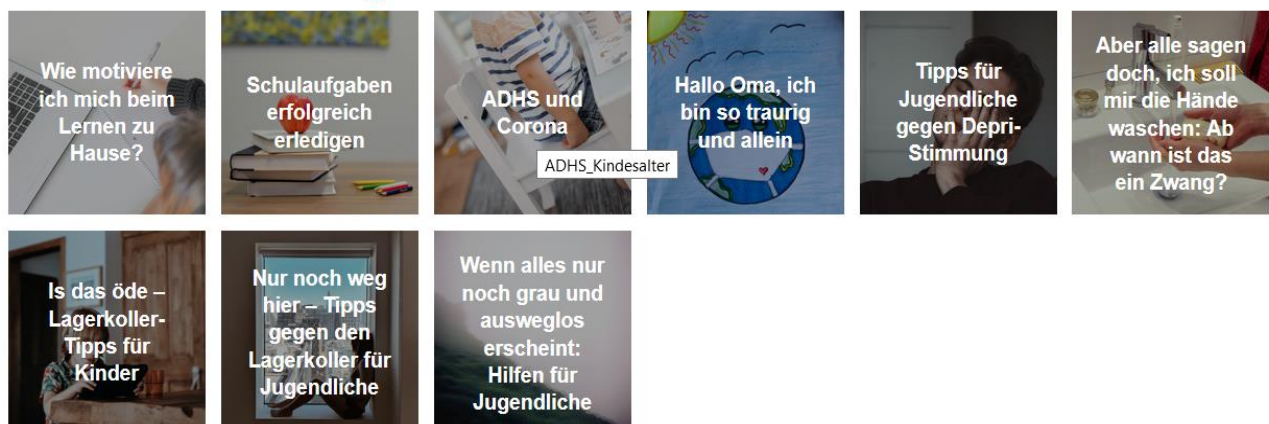 Wie motiviere
ich mich beim
Lernen zu
Hause?
Schulaufgaben
erfolgreich
erledigen
ADHS und
Corona
ADHS_Kindesalter
Hallo Oma, ich
bin so traurig
und allein
Tipps für
Jugendliche
gegen Depri-
Stimmung
Aber alle sagen
doch, ich soll
mir die Hände
waschen: Ab
wann ist das
ein Zwang?
Is das öde –
Lagerkoller-
Tipps für
Kinder
Nur noch weg
hier – Tipps
gegen den
Lagerkoller für
Jugendliche
Wenn alles nur
noch grau und
ausweglos
erscheint:
Hilfen für
Jugendliche